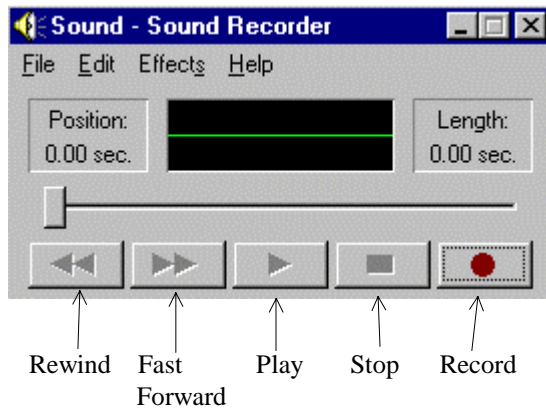 Sound - Sound Recorder
File Edit Effects Help
Position:
0.00 sec.
Length:
0.00 sec.
Rewind
Fast
Forward
Play
Stop
Record